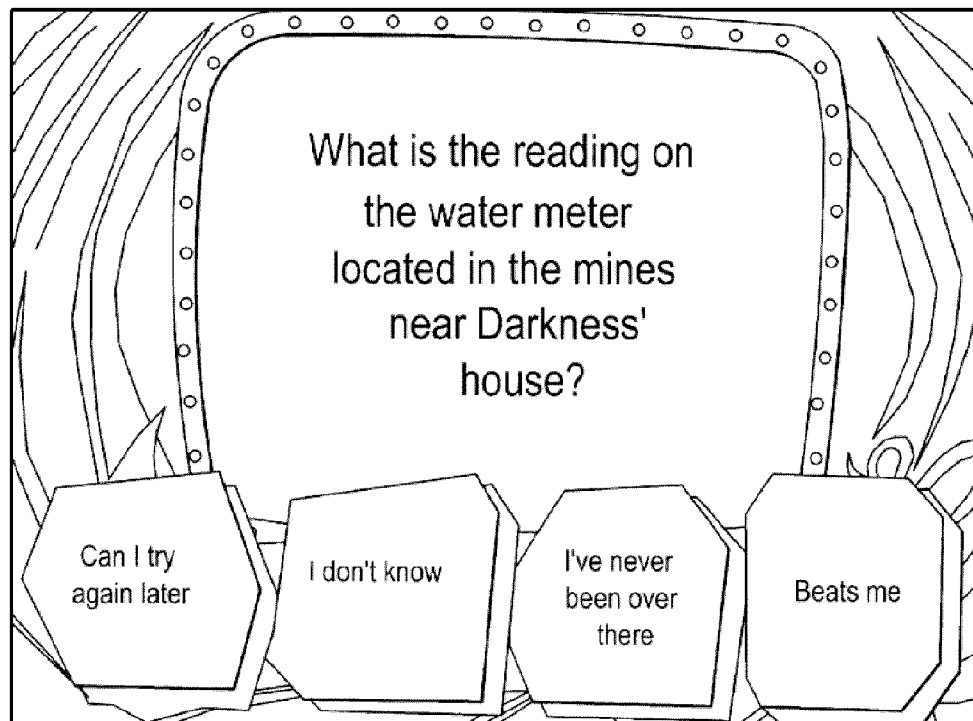 What is the reading on
the water meter
located in the mines
near Darkness'
house?
Can I try
again later
I don't know
I've never
been over
there
Beats me